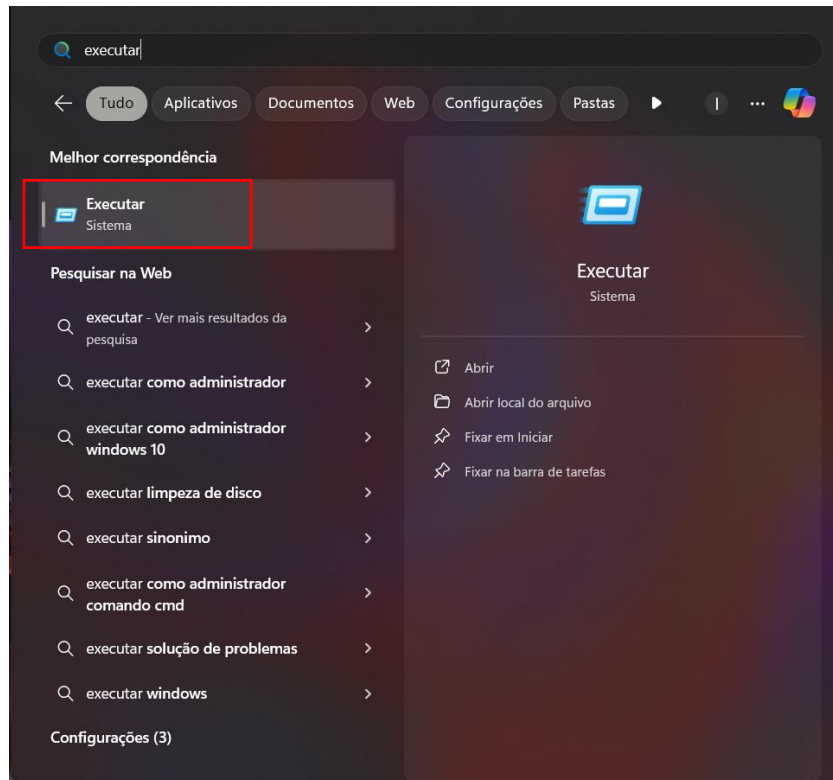 executar
Tudo Aplicativos Documentos Web Configurações Pastas I ...
Melhor correspondência
Executar
Sistema
Pesquisar na Web
executar - Ver mais resultados da
pesquisa
executar como administrador
executar como administrador
windows 10
executar limpeza de disco
executar sinonimo
executar como administrador
comando cmd
executar solução de problemas
executar windows
Configurações (3)
Executar
Sistema
Abrir
Abrir local do arquivo
Fixar em Iniciar
Fixar na barra de tarefas